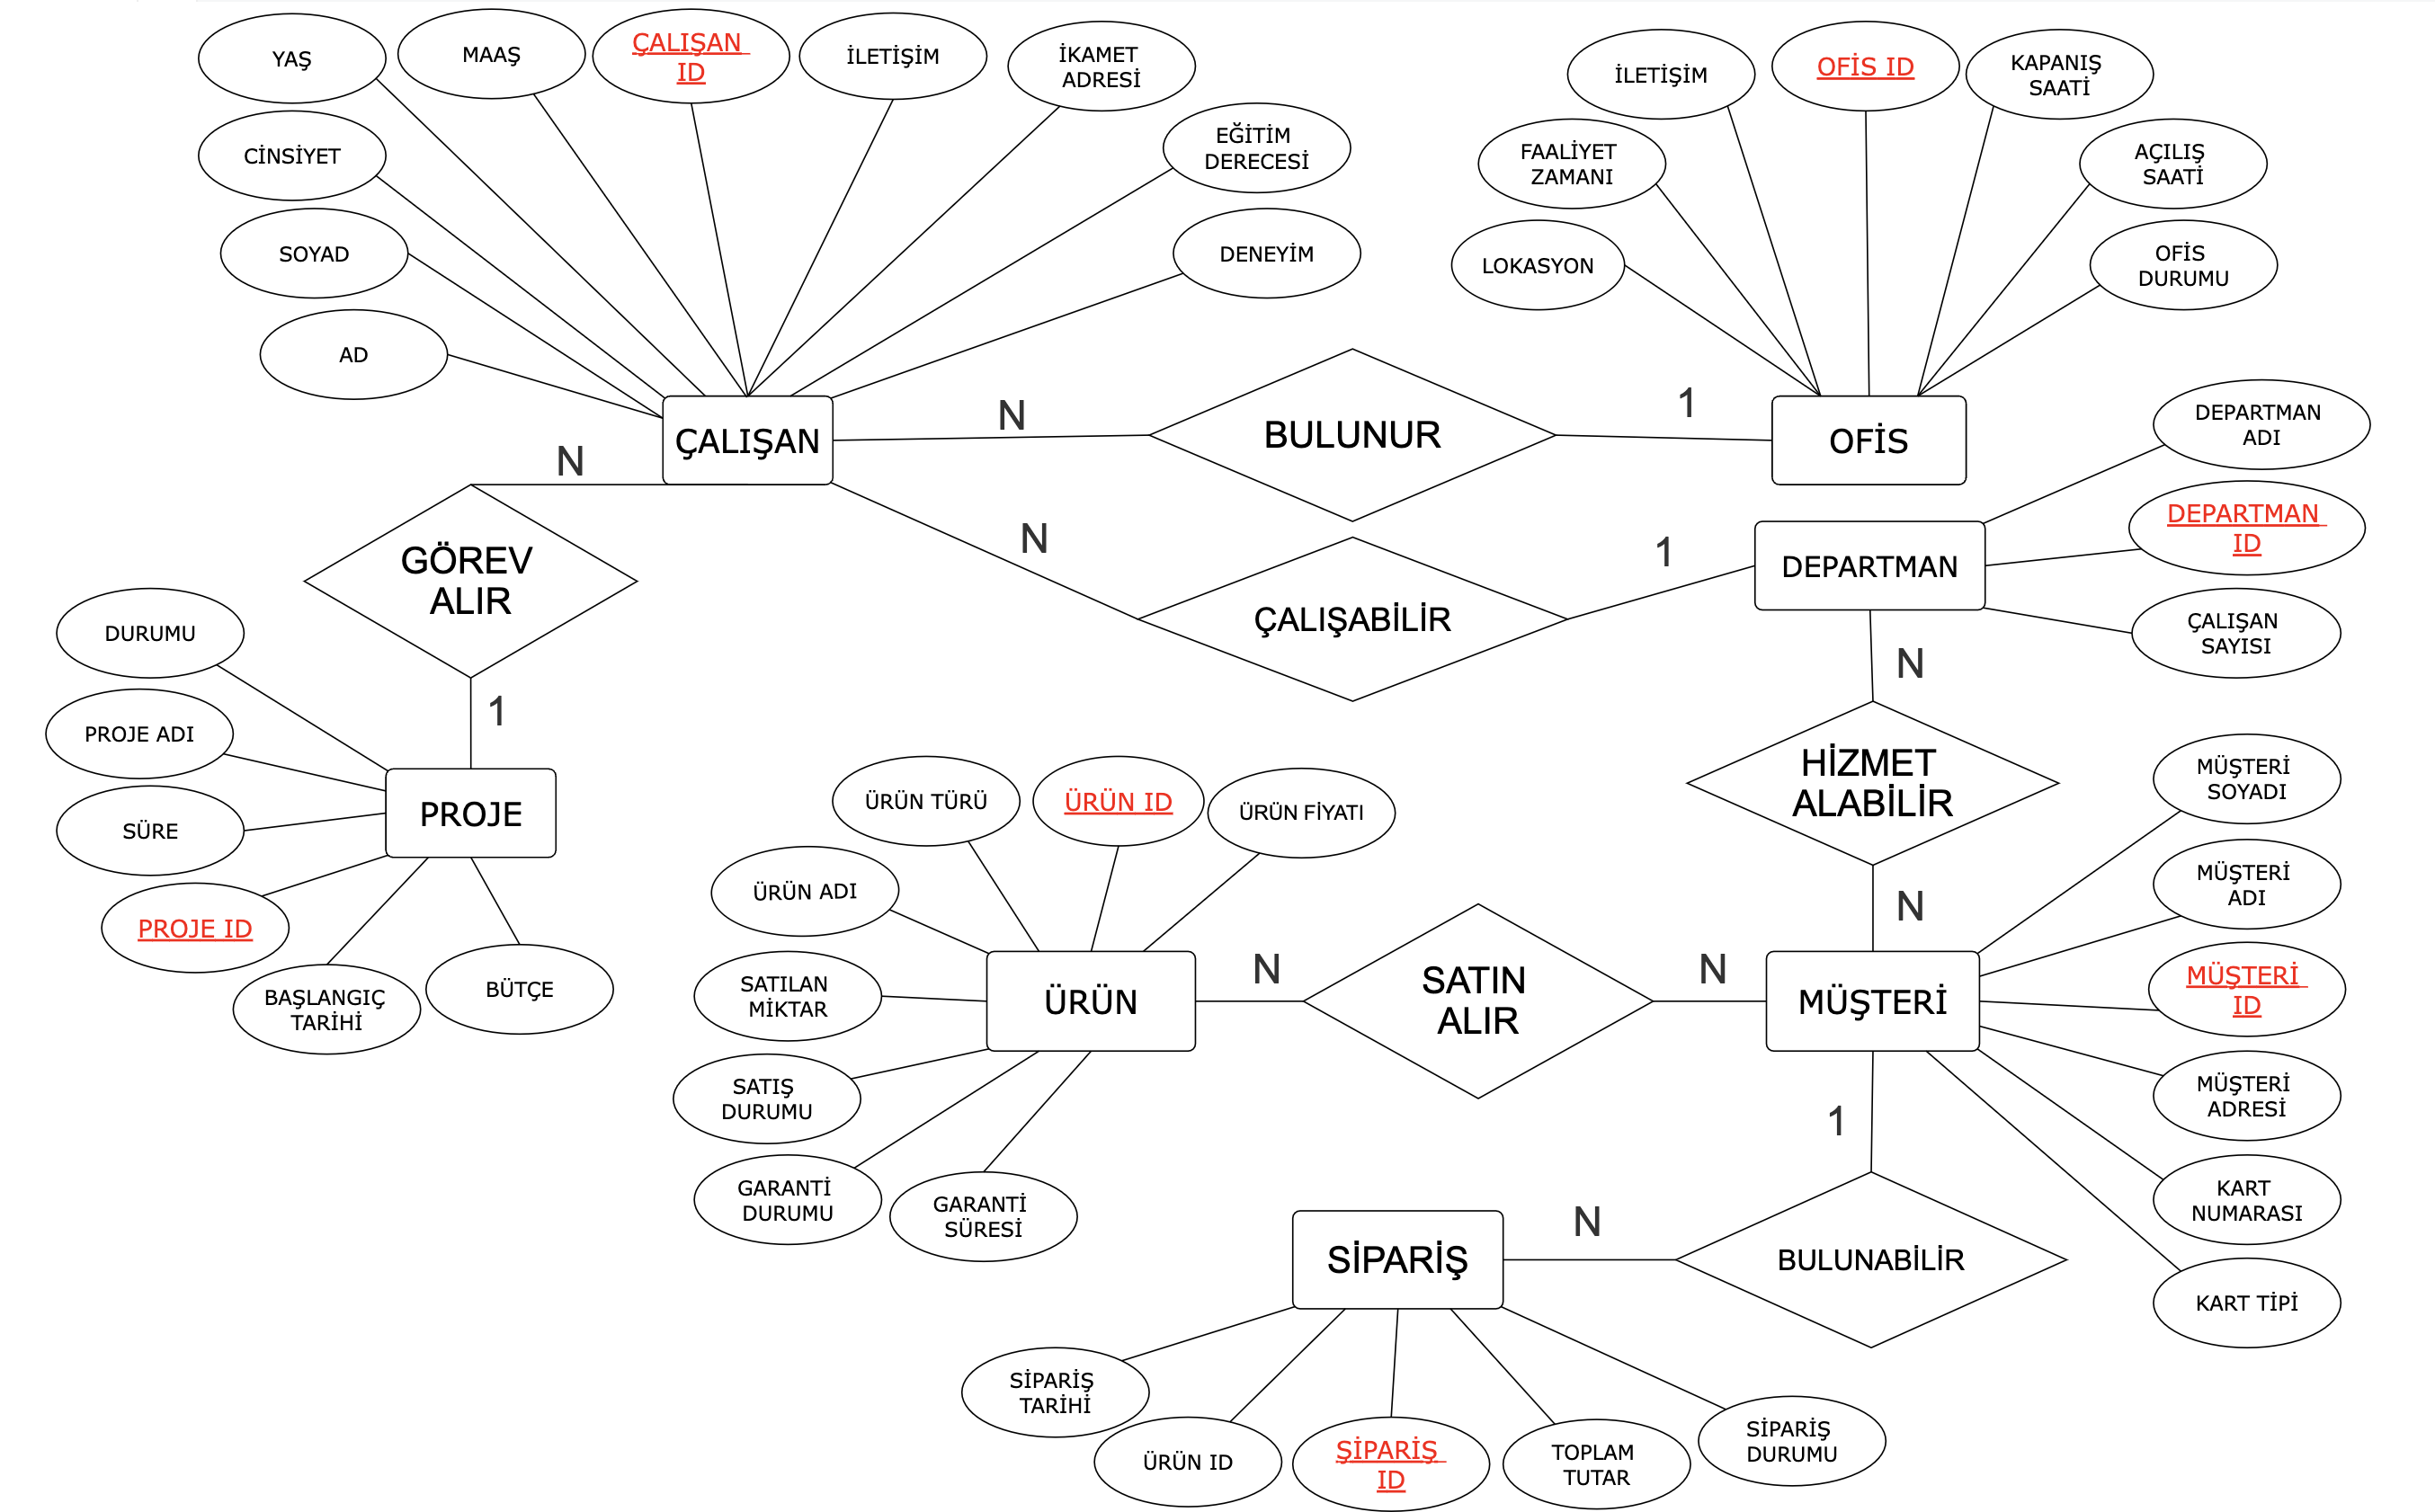 YAŞ
MAAŞ
ÇALIŞAN
ID
İLETİŞİM
İKAMET
ADRESİ
CİNSİYET
EĞİTİM
DERECESİ
SOYAD
DENEYİM
AD
İLETİŞİM
OFİS ID
KAPANIŞ
SAATİ
FAALİYET
ZAMANI
AÇILIŞ
SAATİ
LOKASYON
OFİS
DURUMU
ÇALIŞAN
N
BULUNUR
1
OFİS
DEPARTMAN
ADI
DEPARTMAN
ID
ÇALIŞAN
SAYISI
N
GÖREV
ALIR
1
N
ÇALIŞABİLİR
1
DEPARTMAN
N
HİZMET
ALABİLİR
N
DURUMU
PROJE ADI
SÜRE
PROJE
PROJE ID
BAŞLANGIÇ
TARİHİ
BÜTÇE
ÜRÜN TÜRÜ
ÜRÜN ID
ÜRÜN FİYATI
ÜRÜN ADI
SATILAN
MİKTAR
ÜRÜN
N
SATIN
ALIR
N
MÜŞTERİ
SATIŞ
DURUMU
GARANTİ
DURUMU
GARANTİ
SÜRESİ
MÜŞTERİ
SOYADI
MÜŞTERİ
ADI
MÜŞTERİ
ID
MÜŞTERİ
ADRESİ
KART
NUMARASI
KART TİPİ
1
SİPARİŞ
N
BULUNABİLİR
SİPARİŞ
TARİHİ
ÜRÜN ID
ŞİPARİŞ
ID
TOPLAM
TUTAR
SİPARİŞ
DURUMU